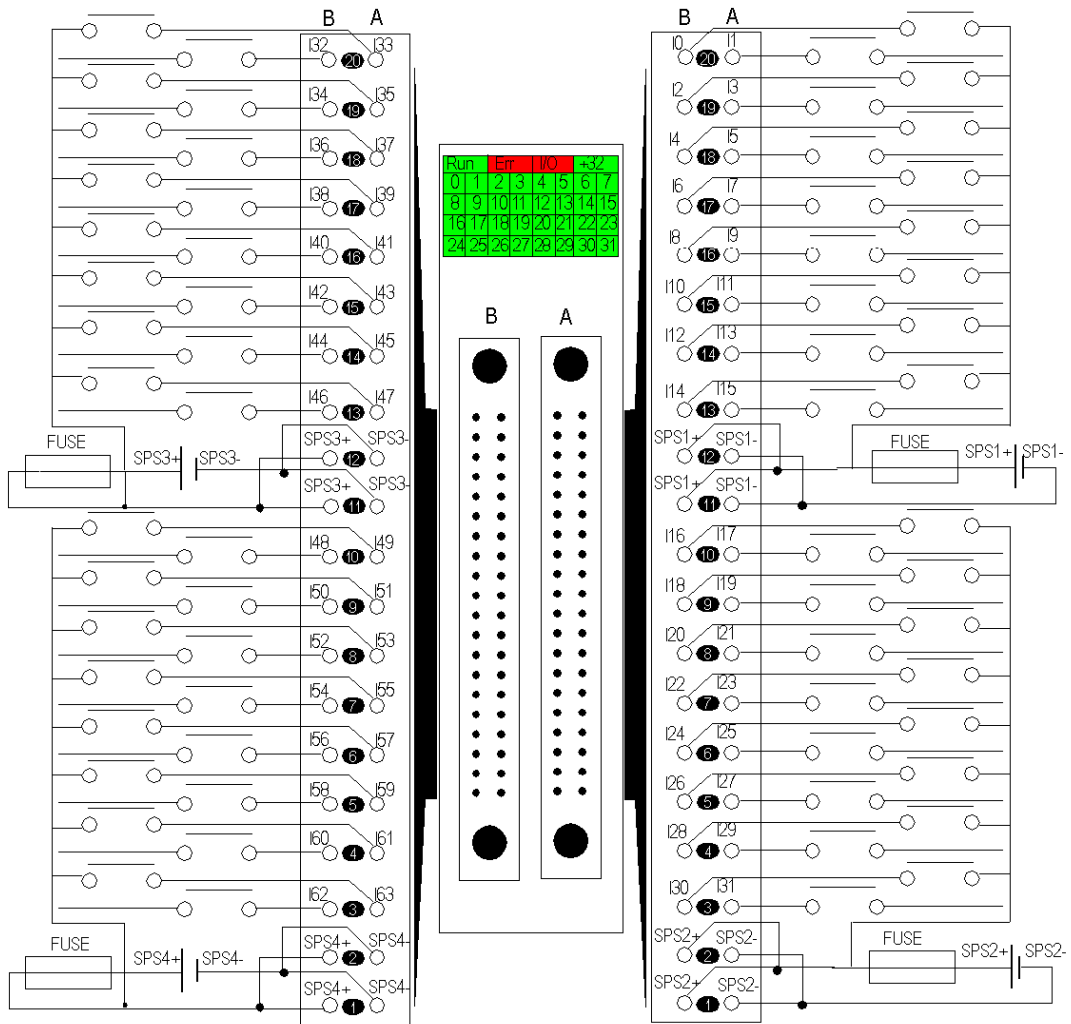 B A
I32 20 I33
I34 19 I35
I36 18 I37
I38 17 I39
I40 16 I41
I42 15 I43
I44 14 I45
I46 13 I47
FUSE SPS3+ SPS3- SPS3+ 12 SPS3-
SPS3+ 11 SPS3-
I48 10 I49
I50 9 I51
I52 8 I53
I54 7 I55
I56 6 I57
I58 5 I59
I60 4 I61
I62 3 I63
FUSE SPS4+ SPS4- SPS4+ 2 SPS4-
SPS4+ 1 SPS4-
Run Err I/O +32
0 1 2 3 4 5 6 7
8 9 10 11 12 13 14 15
16 17 18 19 20 21 22 23
24 25 26 27 28 29 30 31
B A
B A
I0 20 I1
I2 19 I3
I4 18 I5
I6 17 I7
I8 16 I9
I10 15 I11
I12 14 I13
I14 13 I15
SPS1+ 12 SPS1- FUSE SPS1+ SPS1-
SPS1+ 11 SPS1-
I16 10 I17
I18 9 I19
I20 8 I21
I22 7 I23
I24 6 I25
I26 5 I27
I28 4 I29
I30 3 I31
SPS2+ 2 SPS2- FUSE SPS2+ SPS2-
SPS2+ 1 SPS2-